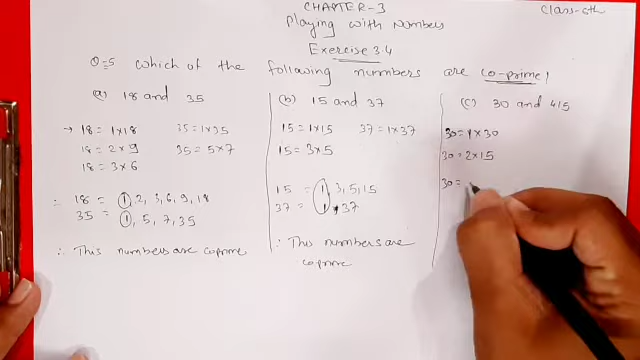 CHAPTER-3
Class-6th
Playing with Numbers
Exercise 3.4
Q=5 Which of the following numbers are co-prime!
(a) 18 and 35
→ 18 = 1×18 35 = 1×35
18 = 2×9 35 = 5×7
18 = 3×6
∴ 18 = 1, 2, 3, 6, 9, 18
35 = 1, 5, 7, 35
∴ This numbers are coprime
(b) 15 and 37
15 = 1×15 37 = 1×37
15 = 3×5
15 = 1, 3, 5, 15
37 = 1, 37
∴ This numbers are
coprime
(c) 30 and 415
30 = 1×30
30 = 2×15
30 =